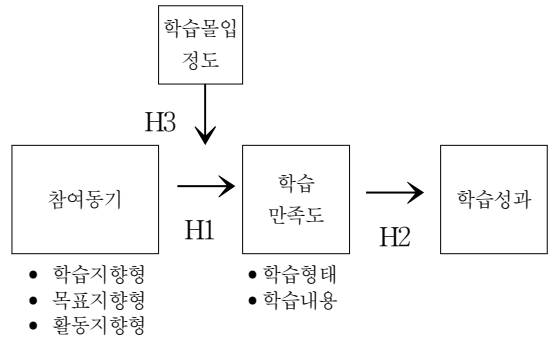 학습몰입
정도
H3
참여동기
H1
학습
만족도
H2
학습성과
• 학습지향형
• 목표지향형
• 활동지향형
• 학습형태
• 학습내용